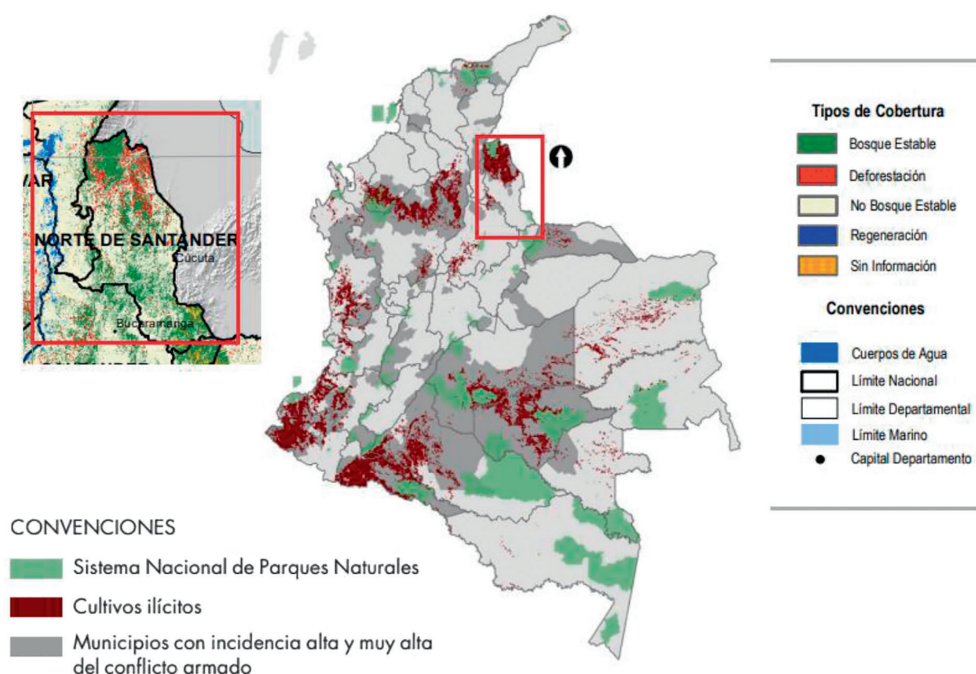 VAR
NORTE DE SANTANDER
Cúcuta
Bucaramanga
CONVENCIONES
Sistema Nacional de Parques Naturales
Cultivos ilícitos
Municipios con incidencia alta y muy alta
del conflicto armado
Tipos de Cobertura
Bosque Estable
Deforestación
No Bosque Estable
Regeneración
Sin Información
Convenciones
Cuerpos de Agua
Límite Nacional
Límite Departamental
Límite Marino
Capital Departamento